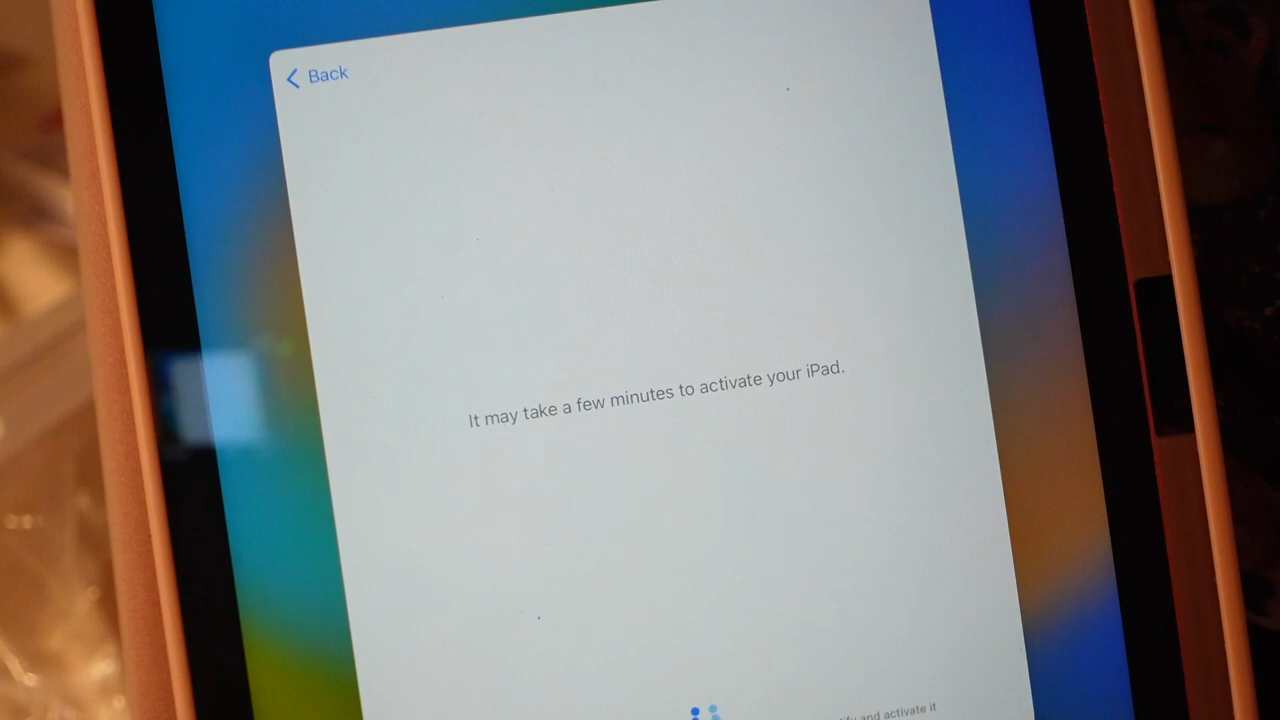 Back
It may take a few minutes to activate your iPad.
and activate it